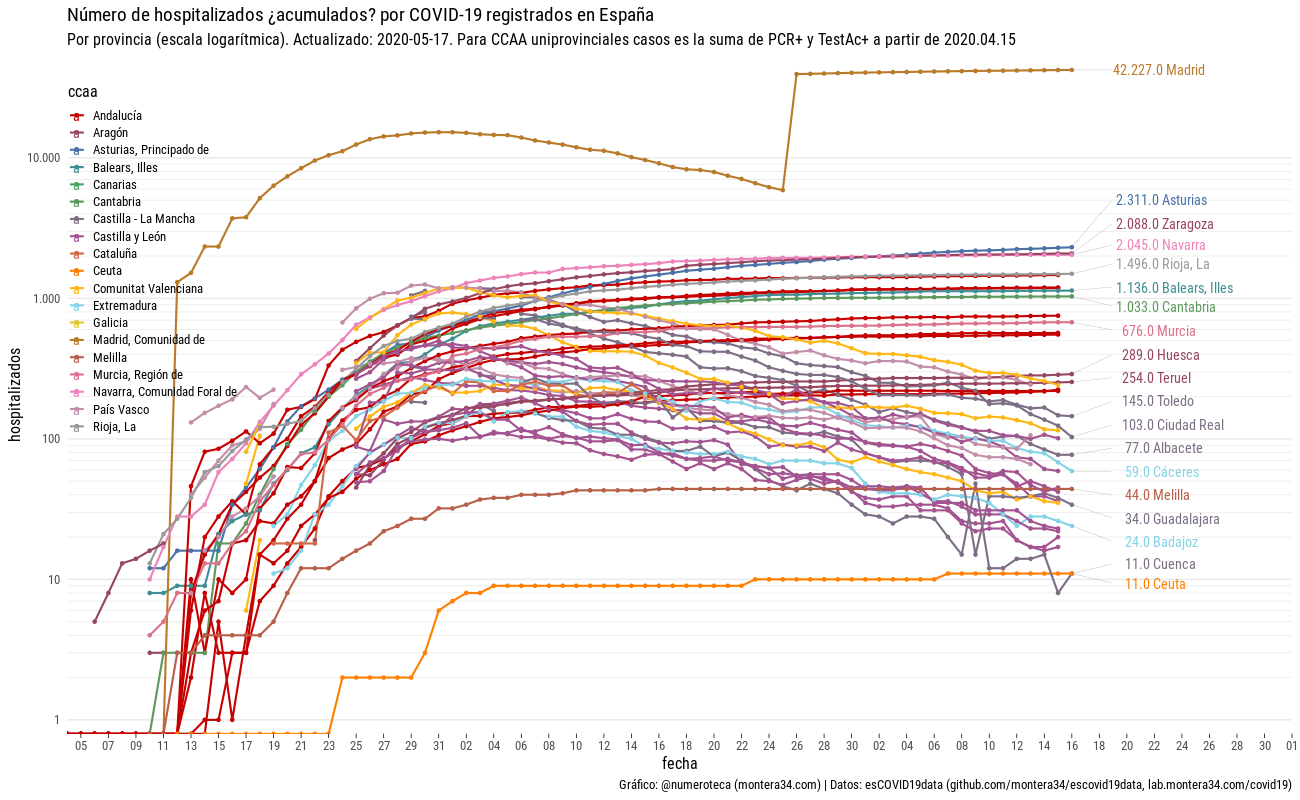 Número de hospitalizados ¿acumulados? por COVID-19 registrados en España
Por provincia (escala logarítmica). Actualizado: 2020-05-17. Para CCAA uniprovinciales casos es la suma de PCR+ y TestAc+ a partir de 2020.04.15
ccaa
Andalucía
Aragón
Asturias, Principado de
Balears, Illes
Canarias
Cantabria
Castilla - La Mancha
Castilla y León
Cataluña
Ceuta
Comunitat Valenciana
Extremadura
Galicia
Madrid, Comunidad de
Melilla
Murcia, Región de
Navarra, Comunidad Foral de
País Vasco
Rioja, La
hospitalizados
10.000
1.000
100
10
1
42.227.0 Madrid
2.311.0 Asturias
2.088.0 Zaragoza
2.045.0 Navarra
1.496.0 Rioja, La
1.136.0 Balears, Illes
1.033.0 Cantabria
676.0 Murcia
289.0 Huesca
254.0 Teruel
145.0 Toledo
103.0 Ciudad Real
77.0 Albacete
59.0 Cáceres
44.0 Melilla
34.0 Guadalajara
24.0 Badajoz
11.0 Cuenca
11.0 Ceuta
05 07 09 11 13 15 17 19 21 23 25 27 29 31 02 04 06 08 10 12 14 16 18 20 22 24 26 28 30 02 04 06 08 10 12 14 16 18 20 22 24 26 28 30 01
fecha
Gráfico: @numeroteca (montera34.com) | Datos: esCOVID19data (github.com/montera34/escovid19data, lab.montera34.com/covid19)